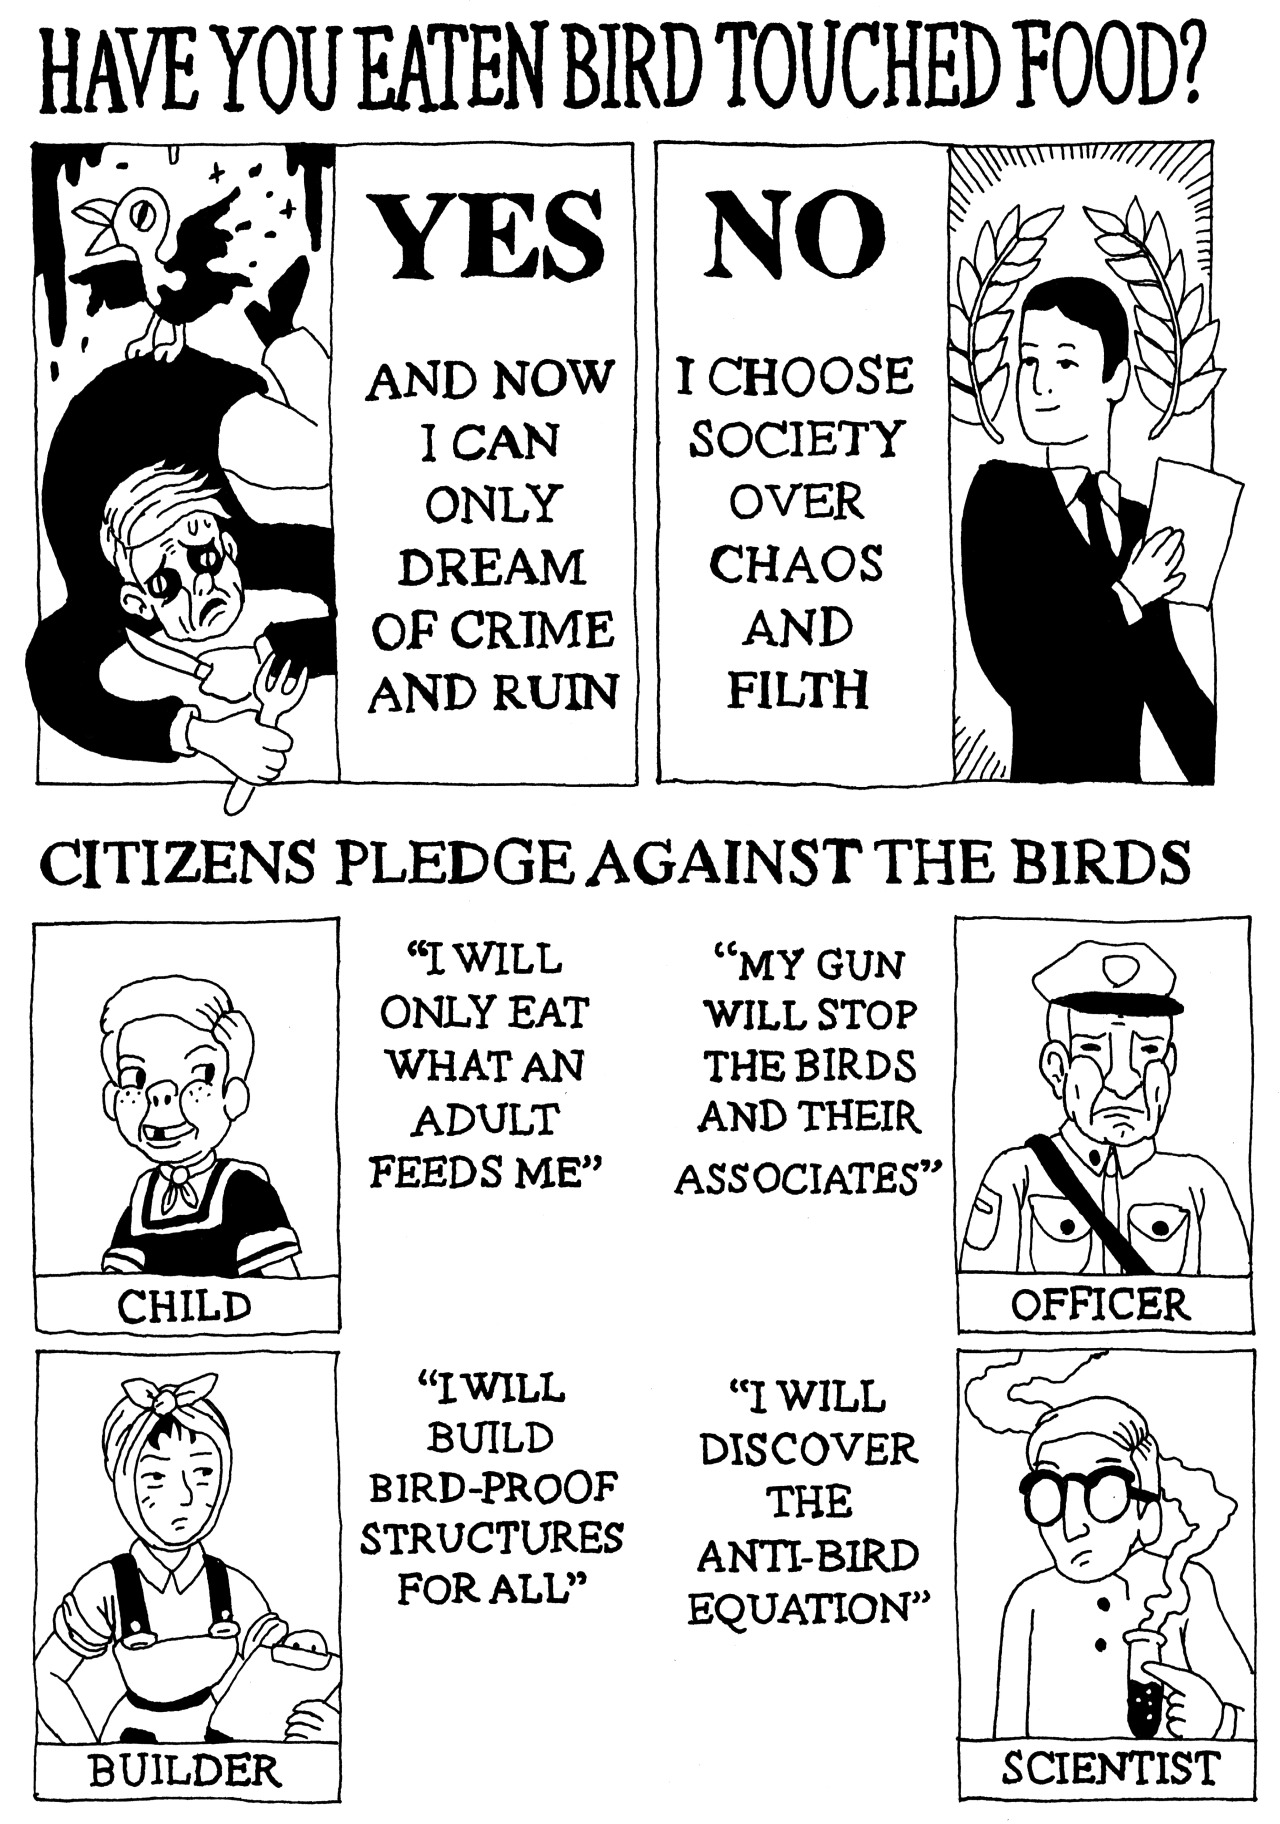 HAVE YOU EATEN BIRD TOUCHED FOOD?
YES
AND NOW
I CAN
ONLY
DREAM
OF CRIME
AND RUIN
NO
I CHOOSE
SOCIETY
OVER
CHAOS
AND
FILTH
CITIZENS PLEDGE AGAINST THE BIRDS
“I WILL
ONLY EAT
WHAT AN
ADULT
FEEDS ME”
CHILD
“MY GUN
WILL STOP
THE BIRDS
AND THEIR
ASSOCIATES”
OFFICER
“I WILL
BUILD
BIRD-PROOF
STRUCTURES
FOR ALL”
BUILDER
“I WILL
DISCOVER
THE
ANTI-BIRD
EQUATION”
SCIENTIST